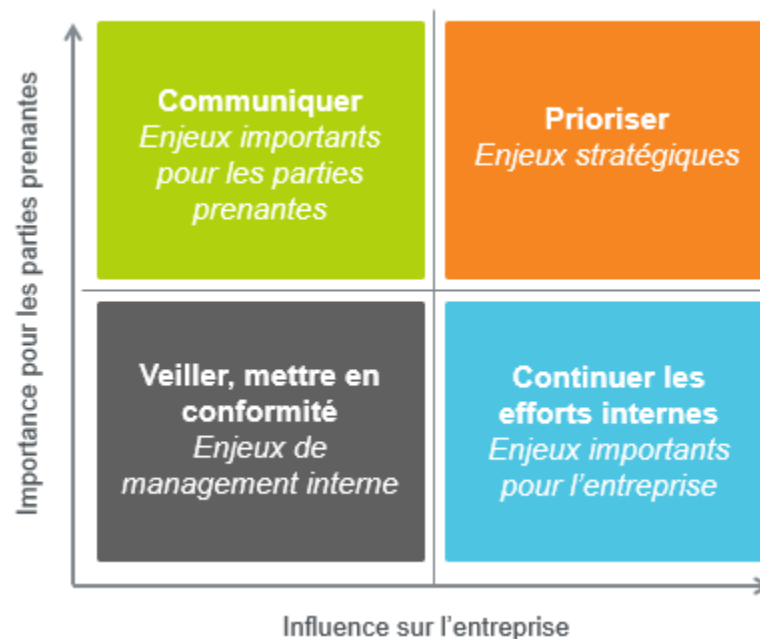 Importance pour les parties prenantes
Communiquer
Enjeux importants
pour les parties
prenantes
Prioriser
Enjeux stratégiques
Veiller, mettre en
conformité
Enjeux de
management interne
Continuer les
efforts internes
Enjeux importants
pour l’entreprise
Influence sur l’entreprise